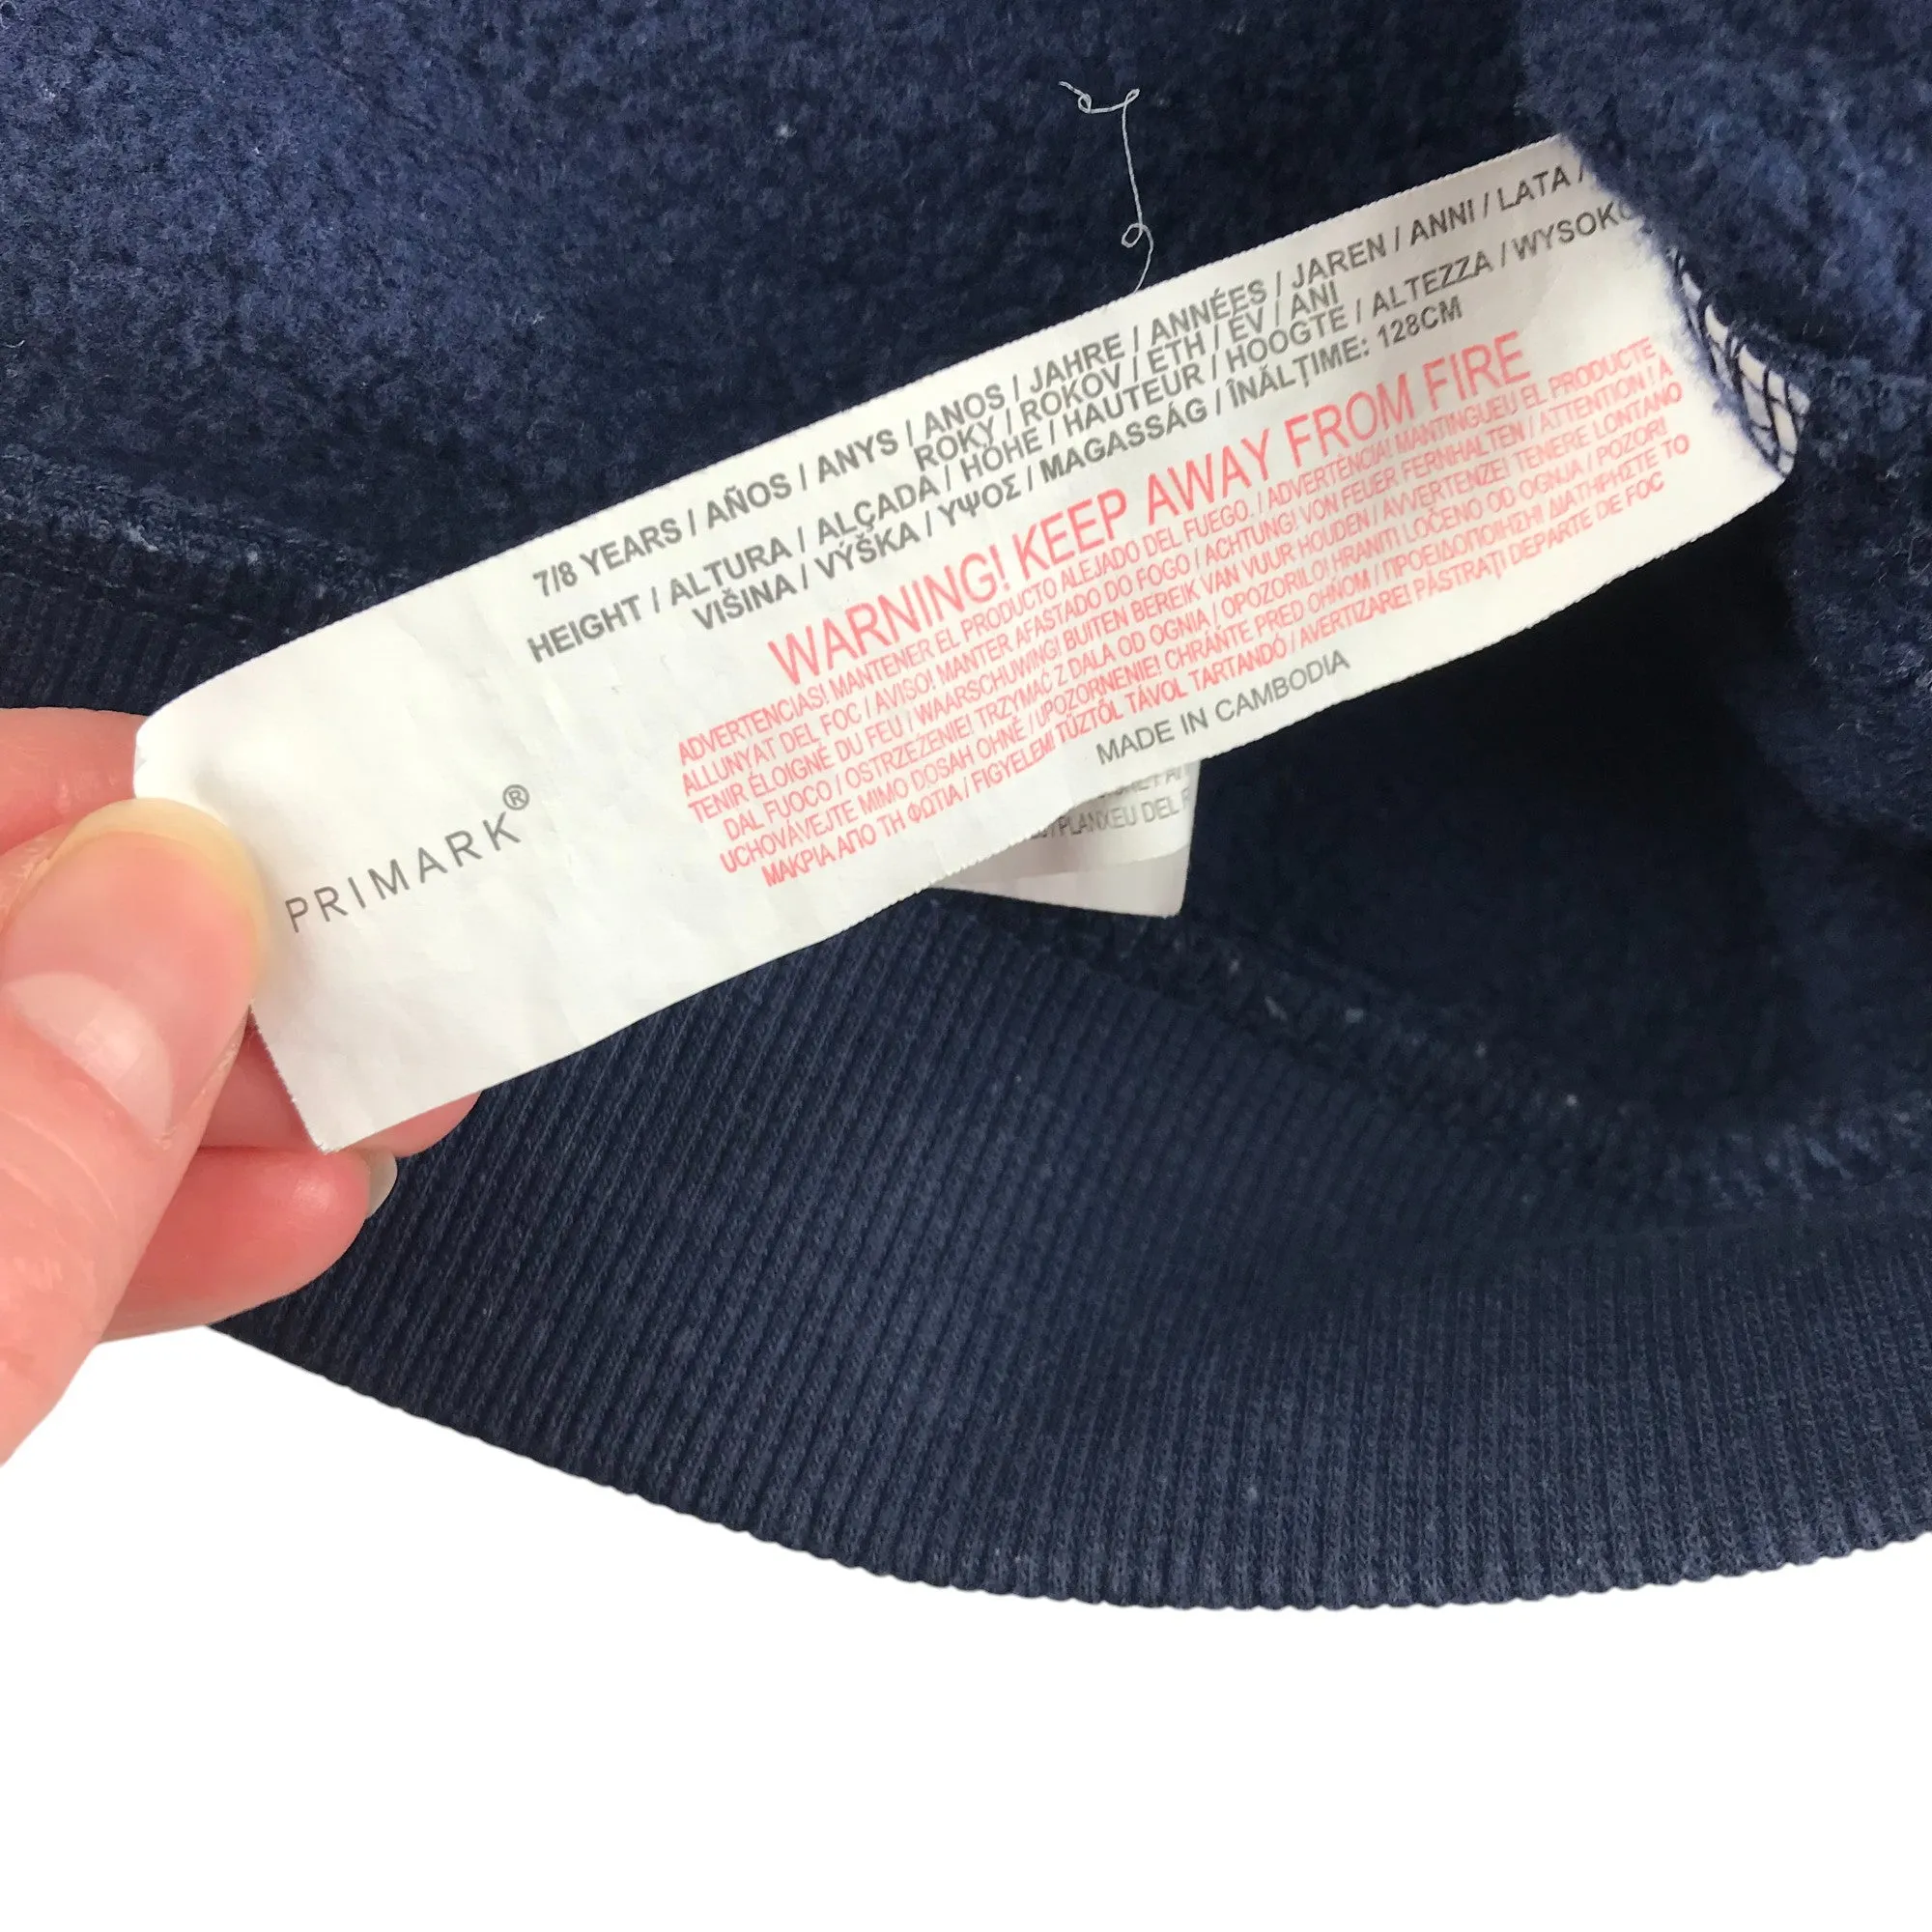 7/8 YEARS / AÑOS / ANYS / ANOS / JAHRE / ANNÉES / JAREN / ANNI / LATA /
ROKY / ROKOV / ΕΤΗ / ÉV / ANI
HEIGHT / ALTURA / ALÇADA / HÖHE / HAUTEUR / HOOGTE / ALTEZZA / WYSOKO
VIŠINA / VÝŠKA / ΥΨΟΣ / MAGASSÁG / ÎNĂLȚIME: 128CM
WARNING! KEEP AWAY FROM FIRE
ADVERTENCIAS! MANTENER EL PRODUCTO ALEJADO DEL FUEGO. / ADVERTÈNCIA! MANTINGUEU EL PRODUCTE
ALLUNYAT DEL FOC / AVISO! MANTER AFASTADO DO FOGO / ACHTUNG! VON FEUER FERNHALTEN / ATTENTION ! À
TENIR ÉLOIGNÉ DU FEU / WAARSCHUWING! BUITEN BEREIK VAN VUUR HOUDEN / AVVERTENZE! TENERE LONTANO
DAL FUOCO / OSTRZEŻENIE! TRZYMAĆ Z DALA OD OGNIA / OPOZORILO! HRANITI LOČENO OD OGNJA / POZOR!
UCHOVÁVEJTE MIMO DOSAH OHNĚ / UPOZORNENIE! CHRÁŇTE PRED OHŇOM / ΠΡΟΕΙΔΟΠΟΙΗΣΗ! ΔΙΑΤΗΡΗΣΤΕ ΤΟ
ΜΑΚΡΙΑ ΑΠΟ ΤΗ ΦΩΤΙΑ / FIGYELEM! TŰZTŐL TÁVOL TARTANDÓ / AVERTIZARE! PĂSTRAȚI DEPARTE DE FOC
MADE IN CAMBODIA
PRIMARK®
PLANXEU DEL